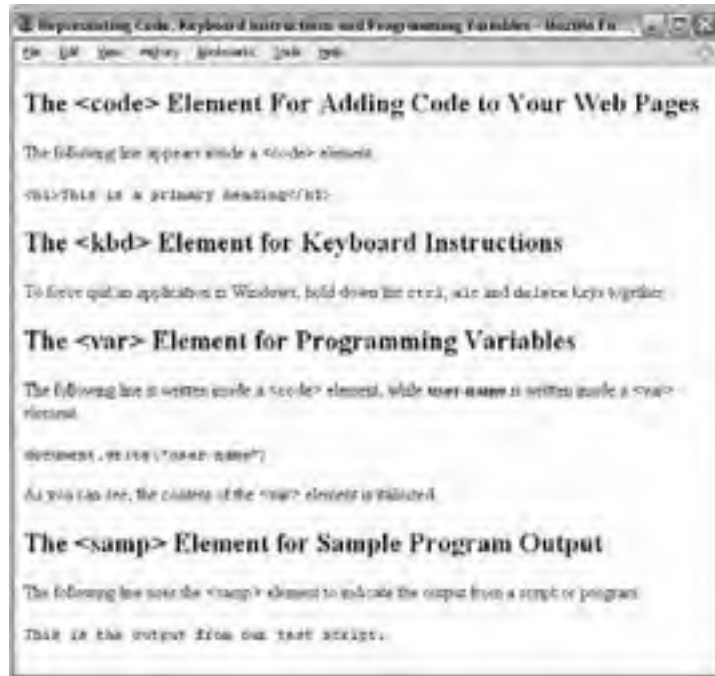 Representing Code, Keyboard Instructions and Programming Variables - Mozilla Fo...
File Edit View History Bookmarks Tools Help
The <code> Element For Adding Code to Your Web Pages
The following line appears inside a <code> element.
<h1>This is a primary heading</h1>
The <kbd> Element for Keyboard Instructions
To force quit an application in Windows, hold down the ctrl, alt and delete keys together.
The <var> Element for Programming Variables
The following line is written inside a <code> element, while user-name is written inside a <var>
element.
document.write("user-name")
As you can see, the content of the <var> element is italicized.
The <samp> Element for Sample Program Output
The following line uses the <samp> element to indicate the output from a script or program.
This is the output from our test script.